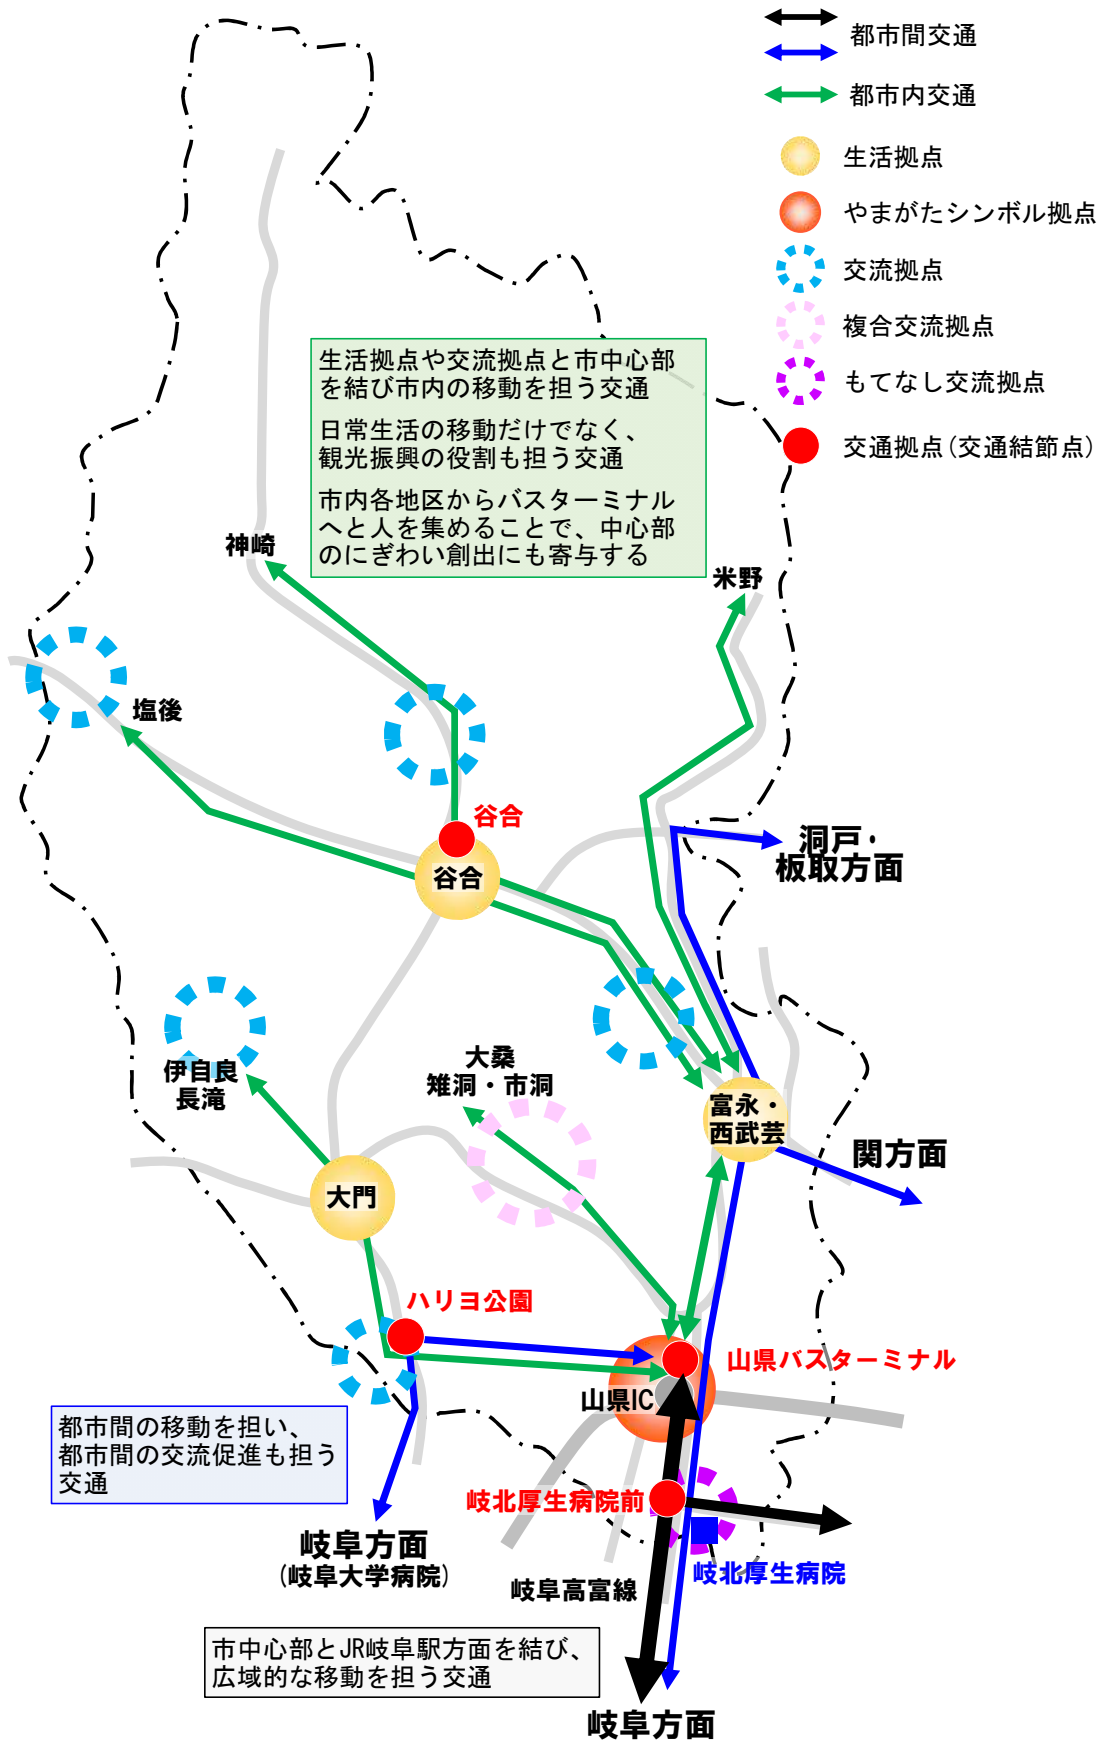 都市間交通
都市内交通
生活拠点
やまがたシンボル拠点
交流拠点
複合交流拠点
もてなし交流拠点
交通拠点(交通結節点)
生活拠点や交流拠点と市中心部
を結び市内の移動を担う交通
日常生活の移動だけでなく、
観光振興の役割も担う交通
市内各地区からバスターミナル
へと人を集めることで、中心部
のにぎわい創出にも寄与する
神崎
米野
塩後
谷合
谷合
洞戸・
板取方面
伊自良
長滝
大桑
雉洞・市洞
富永・
西武芸
関方面
大門
ハリヨ公園
山県バスターミナル
山県IC
都市間の移動を担い、
都市間の交流促進も担う
交通
岐北厚生病院前
岐阜方面
(岐阜大学病院)
岐北厚生病院
岐阜高富線
市中心部とJR岐阜駅方面を結び、
広域的な移動を担う交通
岐阜方面